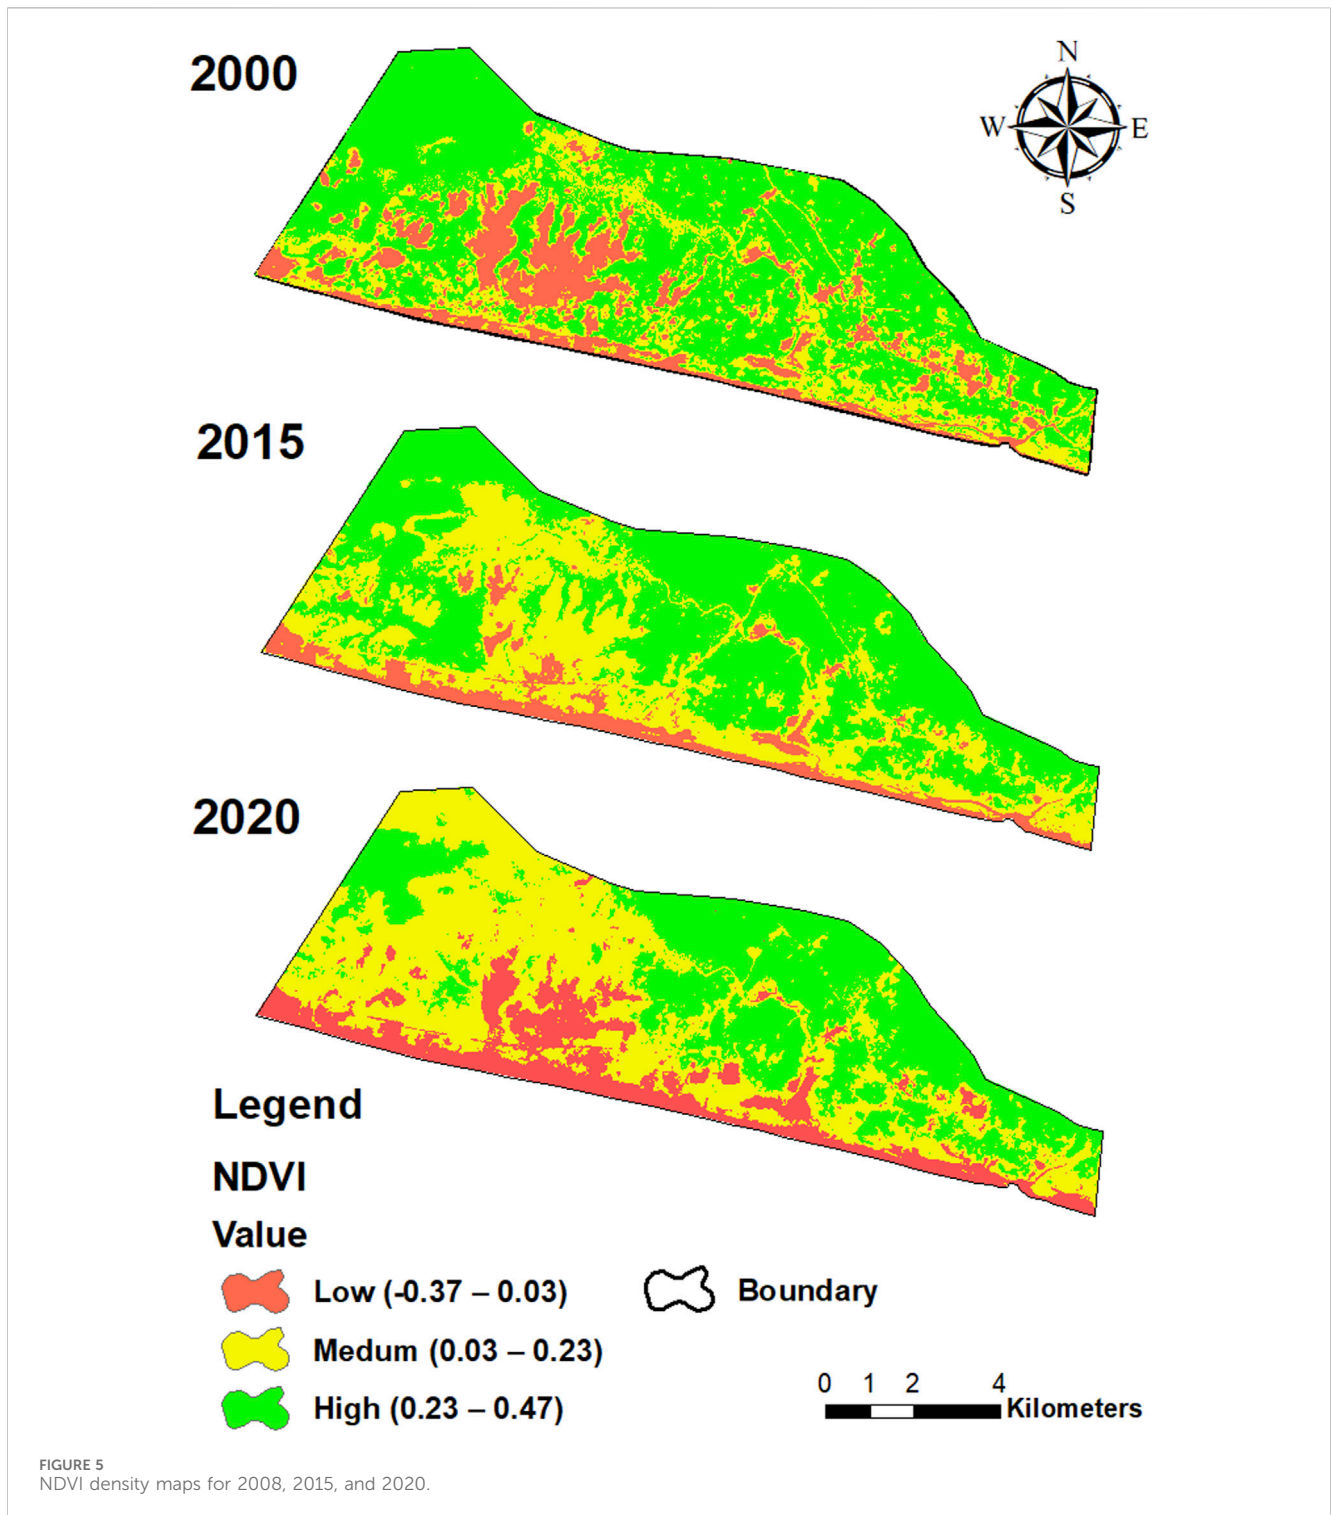 2000
N
W
E
S
2015
2020
Legend
NDVI
Value
Low (-0.37 – 0.03)
Boundary
Medum (0.03 – 0.23)
High (0.23 – 0.47)
0 1 2 4
Kilometers
FIGURE 5
NDVI density maps for 2008, 2015, and 2020.